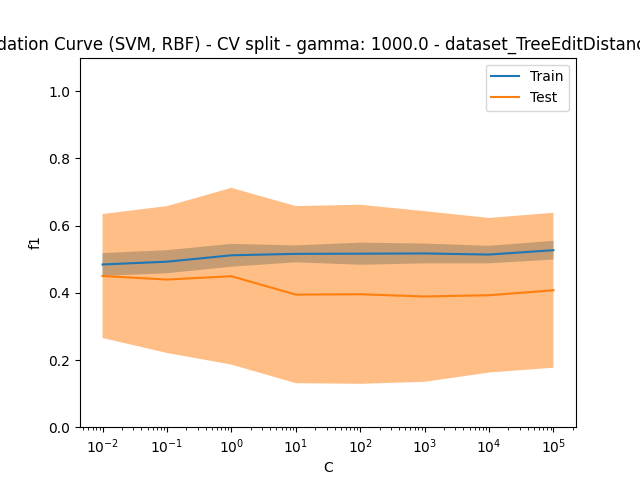 dation Curve (SVM, RBF) - CV split - gamma: 1000.0 - dataset_TreeEditDistanc
Train
Test
1.0
0.8
0.6
0.4
0.2
0.0
f1
10⁻² 10⁻¹ 10⁰ 10¹ 10² 10³ 10⁴ 10⁵
C